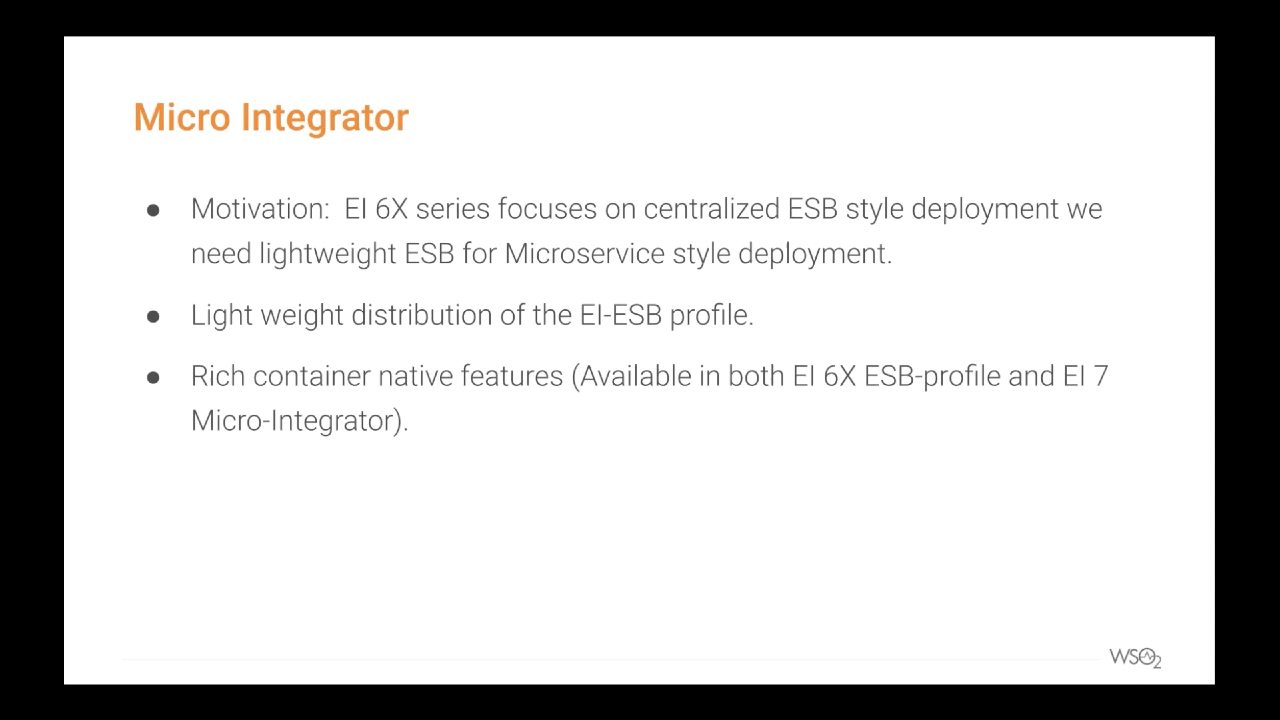 Micro Integrator
● Motivation: EI 6X series focuses on centralized ESB style deployment we
need lightweight ESB for Microservice style deployment.
● Light weight distribution of the EI-ESB profile.
● Rich container native features (Available in both EI 6X ESB-profile and EI 7
Micro-Integrator).
WSO2